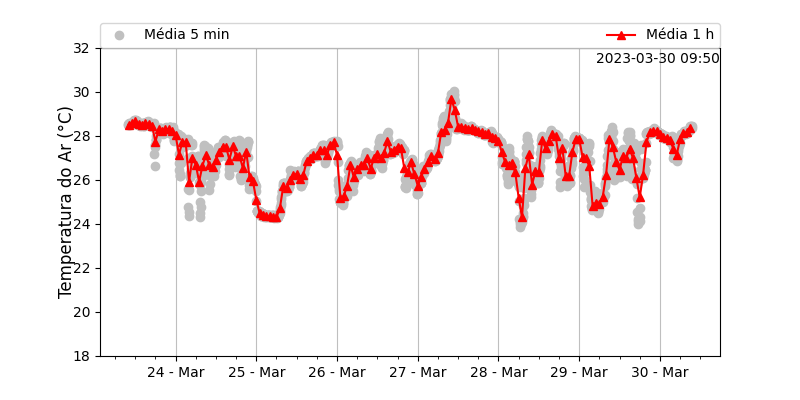 Média 5 min
Média 1 h
2023-03-30 09:50
Temperatura do Ar (°C)
32
30
28
26
24
22
20
18
24 - Mar
25 - Mar
26 - Mar
27 - Mar
28 - Mar
29 - Mar
30 - Mar